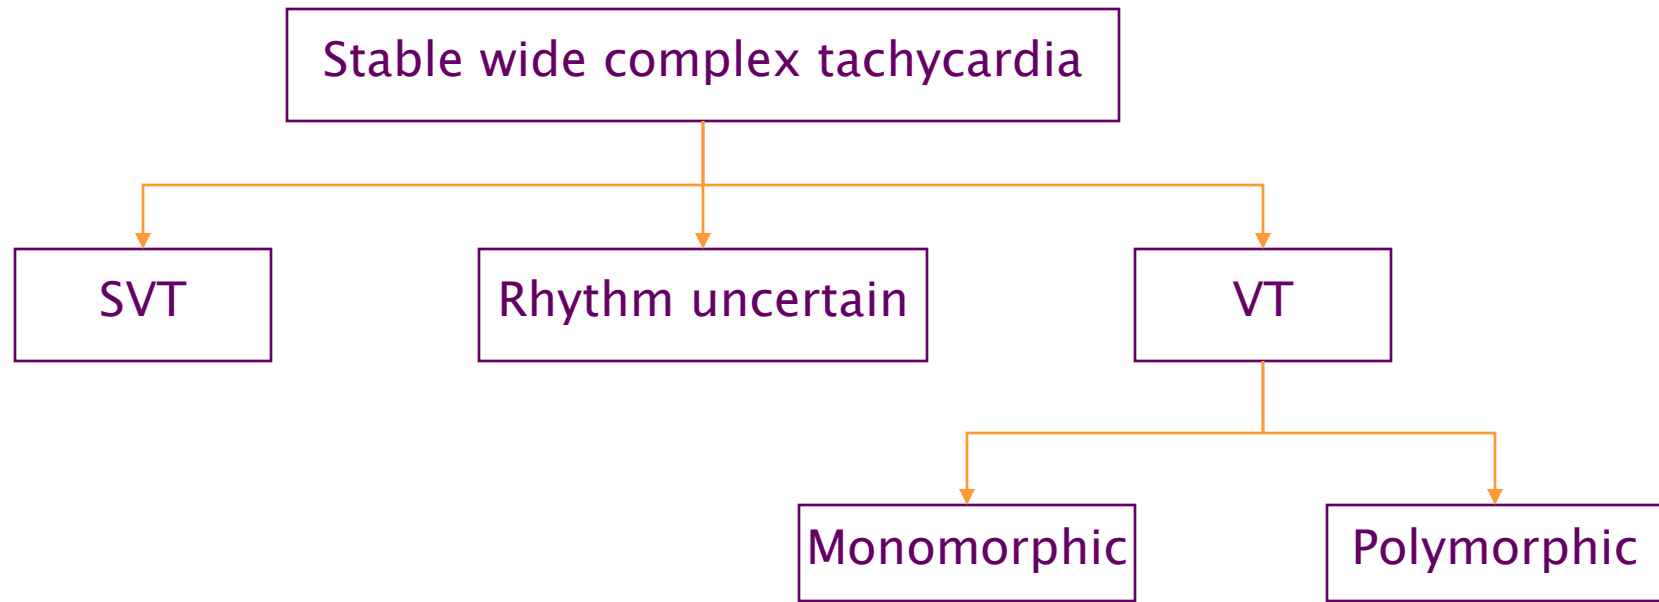 Stable wide complex tachycardia
SVT
Rhythm uncertain
VT
Monomorphic
Polymorphic